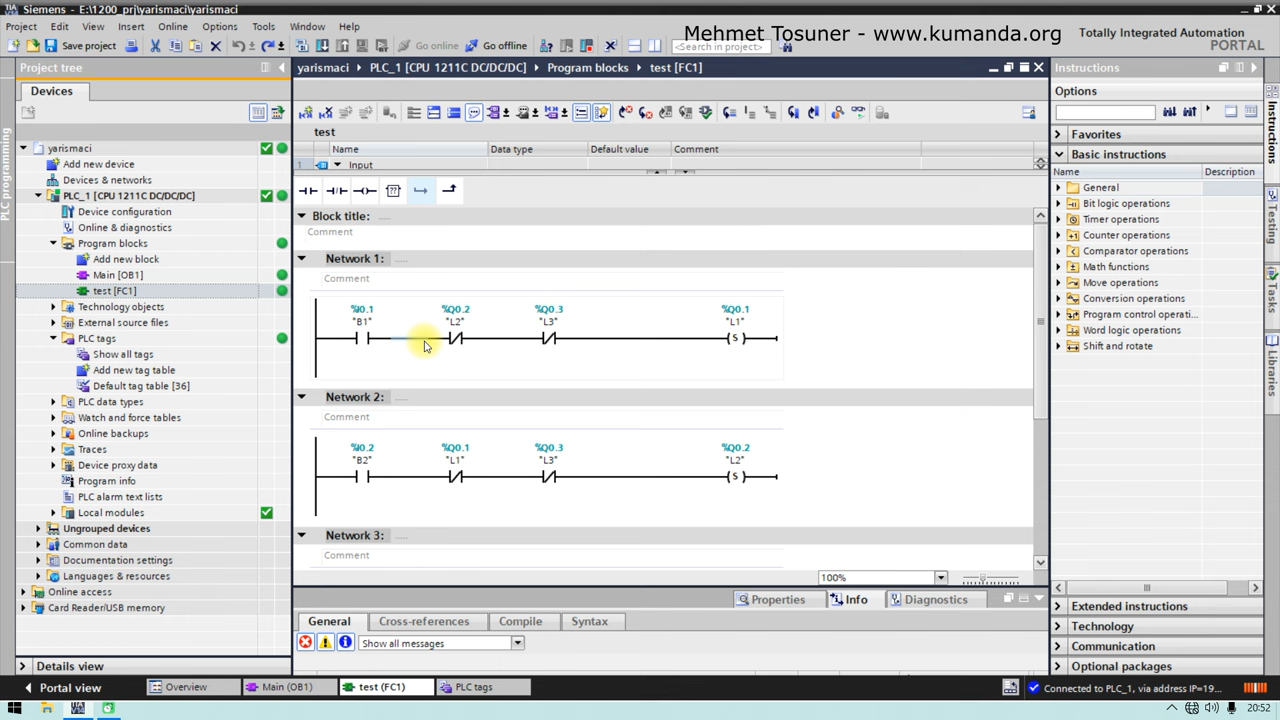 Siemens - E:\1200_prj\yarismaci\yarismaci
Project Edit View Insert Online Options Tools Window Help
Mehmet Tosuner - www.kumanda.org
Totally Integrated Automation
PORTAL
Save project
Go online
Go offline
<Search in project>
Project tree
yarismaci
PLC_1 [CPU 1211C DC/DC/DC]
Program blocks
test [FC1]
Instructions
Devices
Options
yarismaci
Add new device
Devices & networks
PLC_1 [CPU 1211C DC/DC/DC]
Device configuration
Online & diagnostics
Program blocks
Add new block
Main [OB1]
test [FC1]
Technology objects
External source files
PLC tags
Show all tags
Add new tag table
Default tag table [36]
PLC data types
Watch and force tables
Online backups
Traces
Device proxy data
Program info
PLC alarm text lists
Local modules
Ungrouped devices
Common data
Documentation settings
Languages & resources
Online access
Card Reader/USB memory
Details view
PLC programming
test
Name Data type Default value Comment
1 Input
Block title:
Comment
Network 1:
Comment
%I0.1 %Q0.2 %Q0.3 %Q0.1
"B1" "L2" "L3" "L1"
S
Network 2:
Comment
%I0.2 %Q0.1 %Q0.3 %Q0.2
"B2" "L1" "L3" "L2"
S
Network 3:
Comment
100%
Properties Info Diagnostics
General Cross-references Compile Syntax
Show all messages
Favorites
Basic instructions
Name Description
General
Bit logic operations
Timer operations
Counter operations
Comparator operations
Math functions
Move operations
Conversion operations
Program control operati...
Word logic operations
Shift and rotate
Extended instructions
Technology
Communication
Optional packages
Instructions
Testing
Tasks
Libraries
Portal view
Overview
Main (OB1)
test (FC1)
PLC tags
Connected to PLC_1, via address IP=19...
20:52